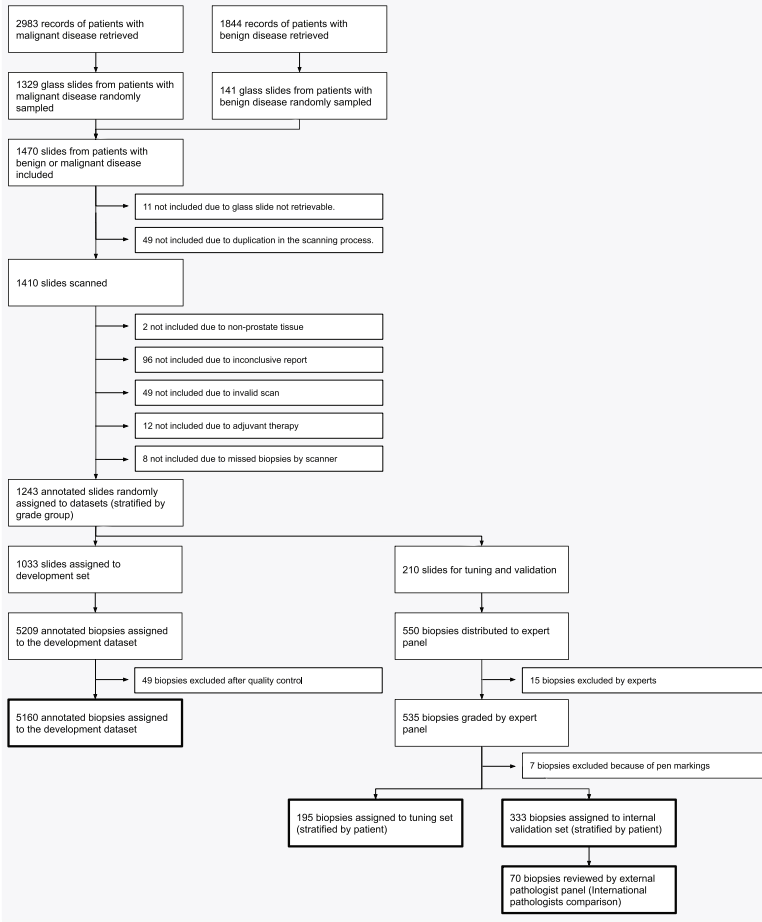 2983 records of patients with
malignant disease retrieved
1844 records of patients with
benign disease retrieved
1329 glass slides from patients with
malignant disease randomly
sampled
141 glass slides from patients with
benign disease randomly sampled
1470 slides from patients with
benign or malignant disease
included
11 not included due to glass slide not retrievable.
49 not included due to duplication in the scanning process.
1410 slides scanned
2 not included due to non-prostate tissue
96 not included due to inconclusive report
49 not included due to invalid scan
12 not included due to adjuvant therapy
8 not included due to missed biopsies by scanner
1243 annotated slides randomly
assigned to datasets (stratified by
grade group)
1033 slides assigned to
development set
210 slides for tuning and validation
5209 annotated biopsies assigned
to the development dataset
550 biopsies distributed to expert
panel
49 biopsies excluded after quality control
15 biopsies excluded by experts
5160 annotated biopsies assigned
to the development dataset
535 biopsies graded by expert
panel
7 biopsies excluded because of pen markings
195 biopsies assigned to tuning set
(stratified by patient)
333 biopsies assigned to internal
validation set (stratified by patient)
70 biopsies reviewed by external
pathologist panel (International
pathologists comparison)